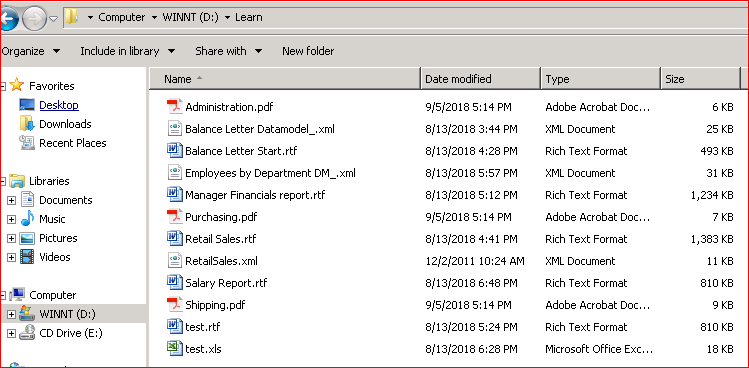 Computer WINNT (D:) Learn
Organize Include in library Share with New folder
Name Date modified Type Size
Favorites
Desktop
Downloads
Recent Places
Libraries
Documents
Music
Pictures
Videos
Computer
WINNT (D:)
CD Drive (E:)
Administration.pdf 9/5/2018 5:14 PM Adobe Acrobat Doc... 6 KB
Balance Letter Datamodel_.xml 8/13/2018 3:44 PM XML Document 25 KB
Balance Letter Start.rtf 8/13/2018 4:28 PM Rich Text Format 493 KB
Employees by Department DM_.xml 8/13/2018 5:57 PM XML Document 31 KB
Manager Financials report.rtf 8/13/2018 5:12 PM Rich Text Format 1,234 KB
Purchasing.pdf 9/5/2018 5:14 PM Adobe Acrobat Doc... 7 KB
Retail Sales.rtf 8/13/2018 4:41 PM Rich Text Format 1,383 KB
RetailSales.xml 12/2/2011 10:24 AM XML Document 11 KB
Salary Report.rtf 8/13/2018 6:48 PM Rich Text Format 810 KB
Shipping.pdf 9/5/2018 5:14 PM Adobe Acrobat Doc... 9 KB
test.rtf 8/13/2018 5:24 PM Rich Text Format 810 KB
test.xls 8/13/2018 6:28 PM Microsoft Office Exc... 18 KB